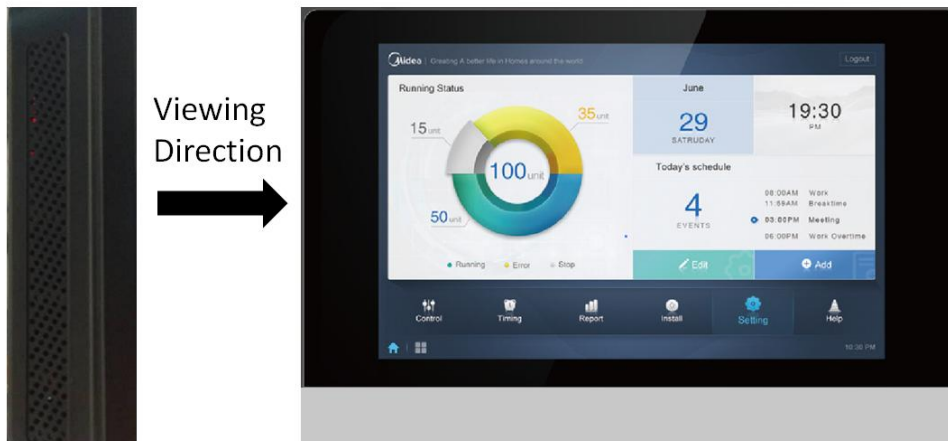 Viewing
Direction
Midea | Creating A better life in Homes around the world
Logout
Running Status
15 unit
35 unit
100 unit
50 unit
Running Error Stop
June
29
SATRUDAY
19:30
PM
Today's schedule
4
EVENTS
08:00AM Work
11:59AM Breaktime
03:00PM Meeting
06:00PM Work Overtime
Edit
Add
Control
Timing
Report
Install
Setting
Help
10:30 PM